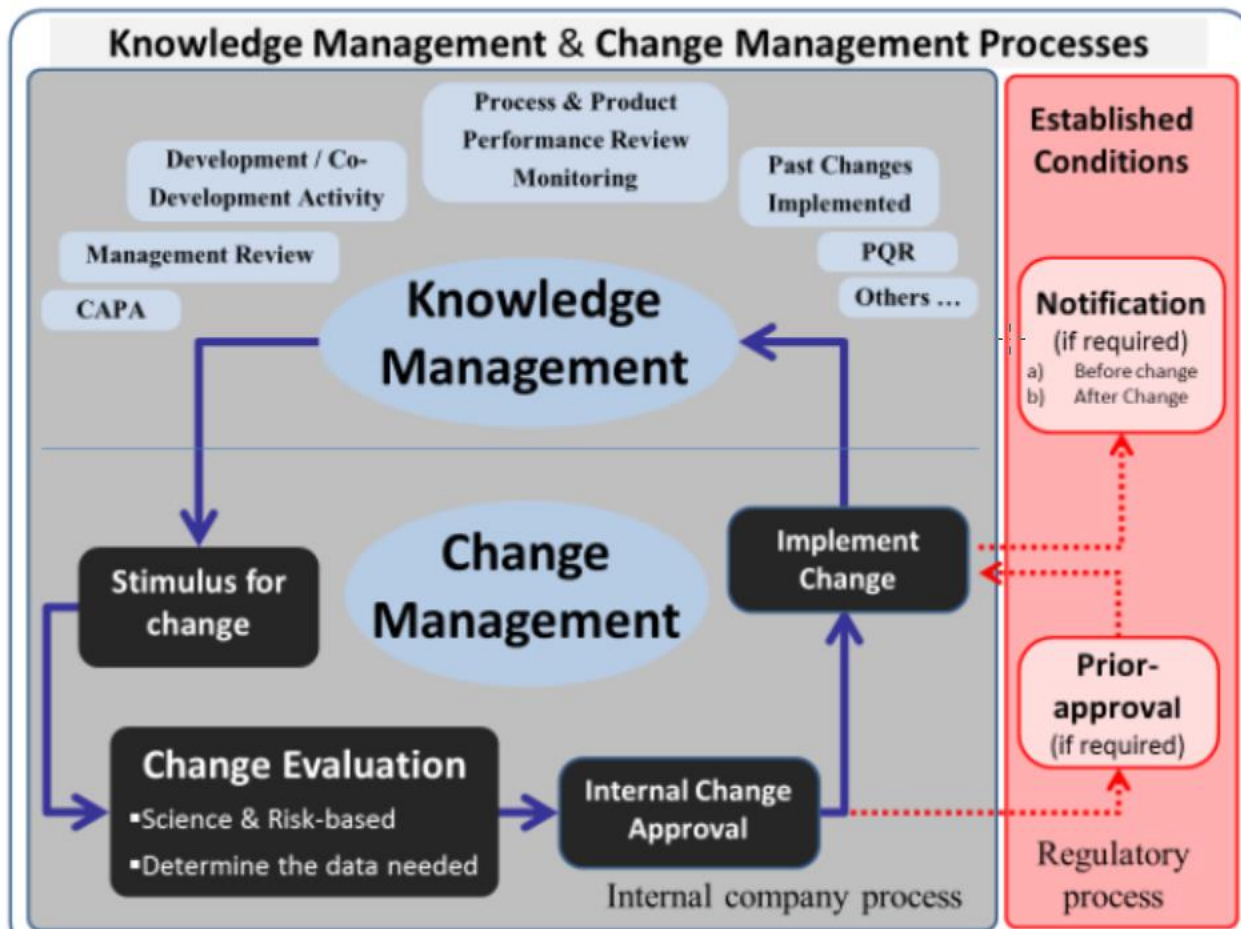 Knowledge Management & Change Management Processes
Process & Product
Performance Review
Monitoring
Development / Co-
Development Activity
Past Changes
Implemented
Management Review
PQR
CAPA
Others ...
Knowledge
Management
Change
Management
Stimulus for
change
Implement
Change
Change Evaluation
▪Science & Risk-based
▪Determine the data needed
Internal Change
Approval
Internal company process
Established
Conditions
Notification
(if required)
a) Before change
b) After Change
Prior-
approval
(if required)
Regulatory
process